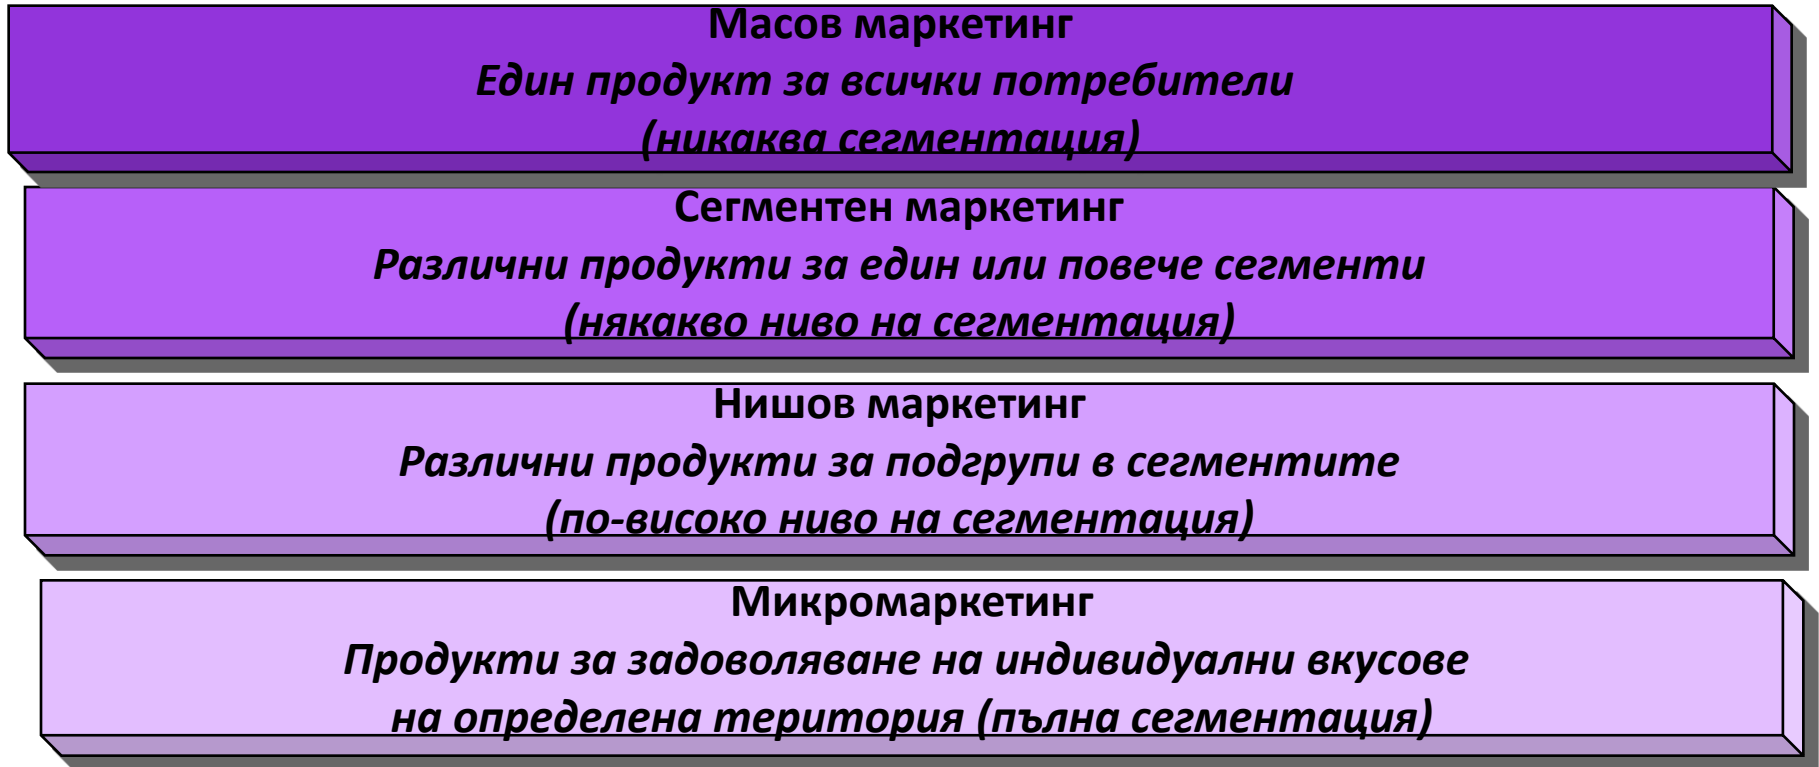 Масов маркетинг
Един продукт за всички потребители
(никаква сегментация)
Сегментен маркетинг
Различни продукти за един или повече сегменти
(някакво ниво на сегментация)
Нишов маркетинг
Различни продукти за подгрупи в сегментите
(по-високо ниво на сегментация)
Микромаркетинг
Продукти за задоволяване на индивидуални вкусове
на определена територия (пълна сегментация)